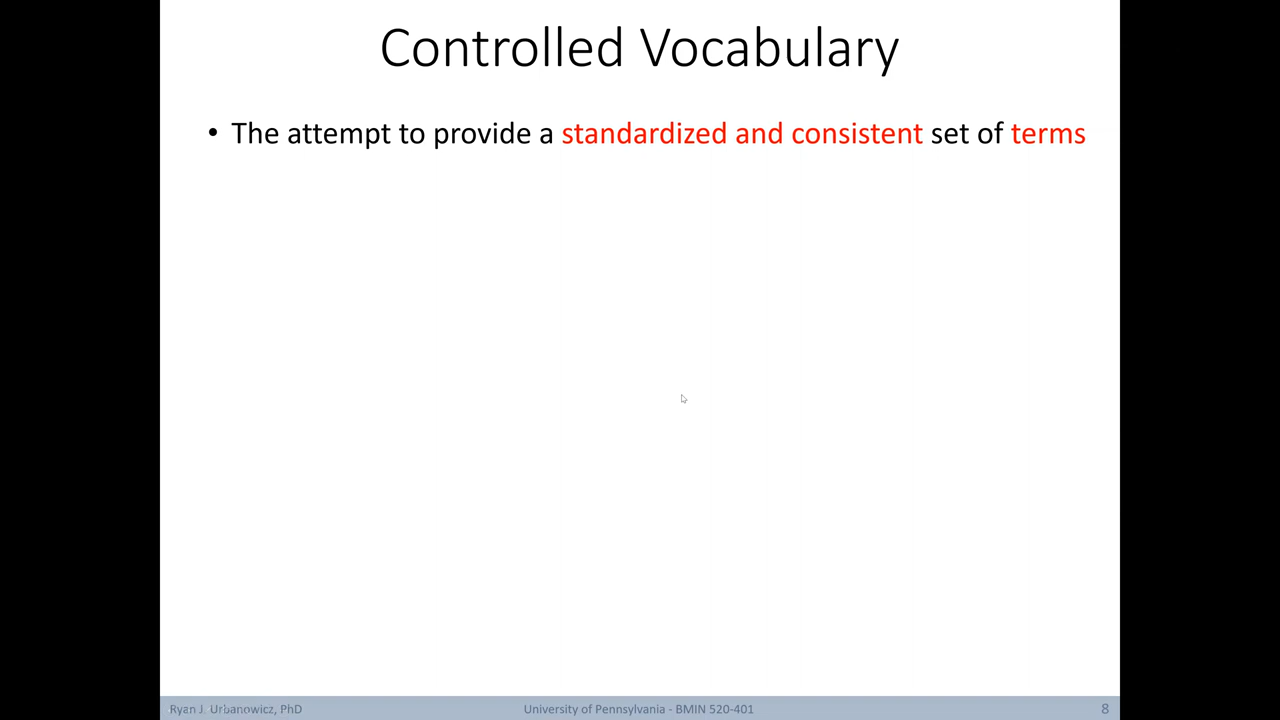 Controlled Vocabulary
• The attempt to provide a standardized and consistent set of terms
Ryan J. Urbanowicz, PhD
University of Pennsylvania - BMIN 520-401
8